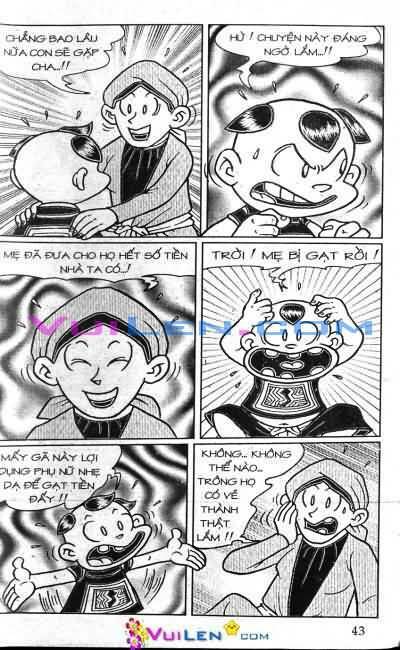 CHẲNG BAO LÂU
NỮA CON SẼ GẶP
CHA...!!
HỨ ! CHUYỆN NÀY ĐÁNG
NGỜ LẮM...!!
MẸ ĐÃ ĐƯA CHO HỌ HẾT SỐ TIỀN
NHÀ TA CÓ..!
TRỜI ! MẸ BỊ GẠT RỒI !
VUILEN.COM
MẤY GÃ NÀY LỢI
DỤNG PHỤ NỮ NHẸ
DẠ ĐỂ GẠT TIỀN
ĐẤY !!
KHÔNG... KHÔNG
THỂ NÀO...
TRÔNG HỌ
CÓ VẺ
THÀNH
THẬT
LẮM !!
43
VUILEN.COM